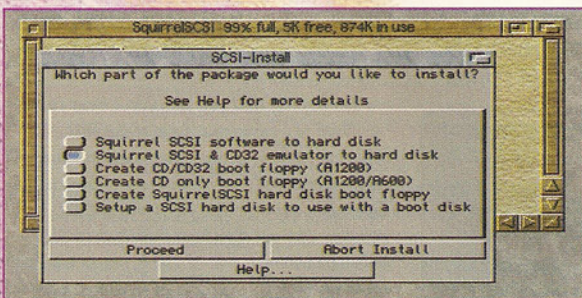 SquirrelSCSI 99% full, 5K free, 874K in use
SCSI-Install
Which part of the package would you like to install?
See Help for more details
Squirrel SCSI software to hard disk
Squirrel SCSI & CD32 emulator to hard disk
Create CD/CD32 boot floppy (A1200)
Create CD only boot floppy (A1200/A600)
Create SquirrelSCSI hard disk boot floppy
Setup a SCSI hard disk to use with a boot disk
Proceed
Abort Install
Help...